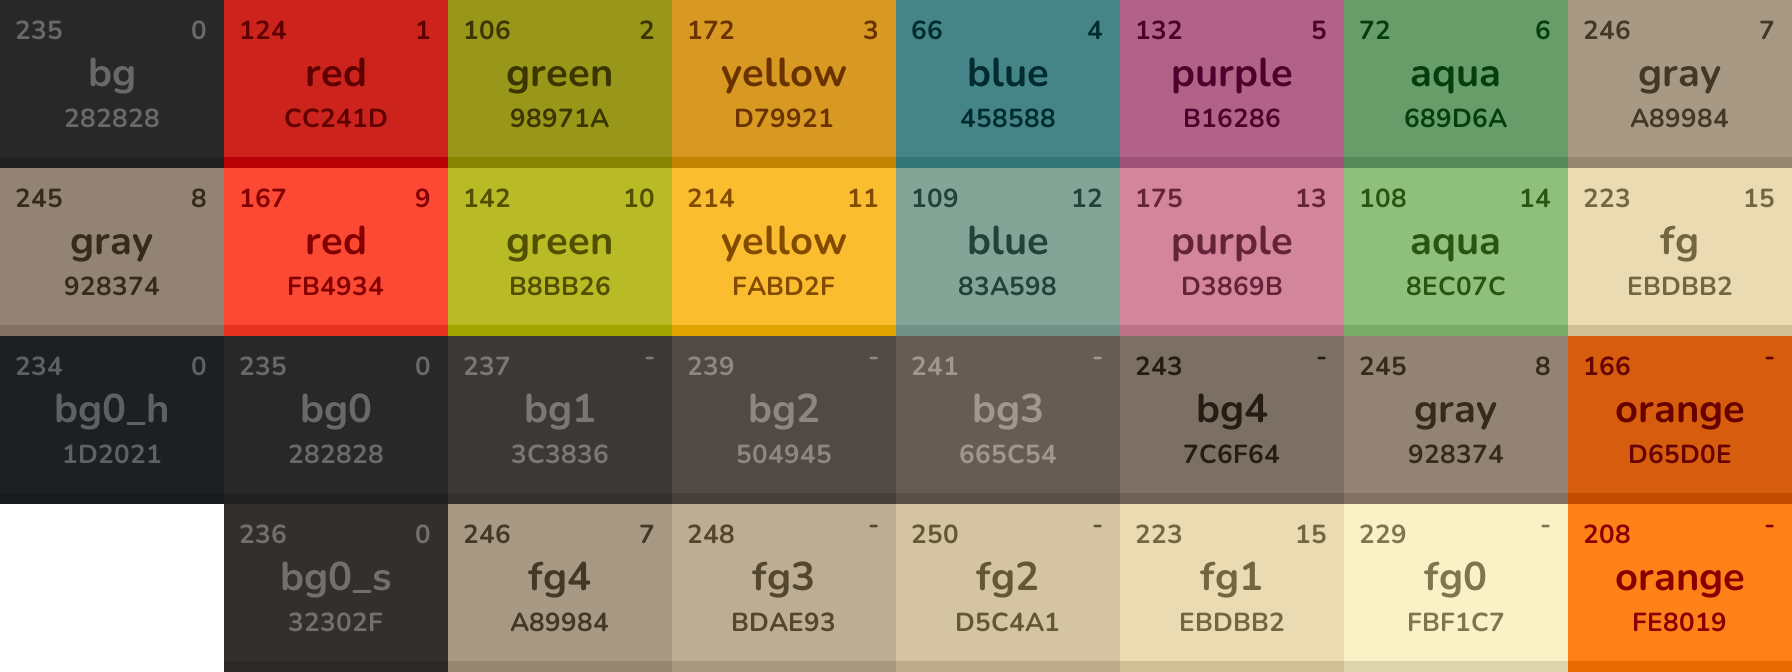 235 0 124 1 106 2 172 3 66 4 132 5 72 6 246 7
bg red green yellow blue purple aqua gray
282828 CC241D 98971A D79921 458588 B16286 689D6A A89984
245 8 167 9 142 10 214 11 109 12 175 13 108 14 223 15
gray red green yellow blue purple aqua fg
928374 FB4934 B8BB26 FABD2F 83A598 D3869B 8EC07C EBDBB2
234 0 235 0 237 - 239 - 241 - 243 - 245 8 166 -
bg0_h bg0 bg1 bg2 bg3 bg4 gray orange
1D2021 282828 3C3836 504945 665C54 7C6F64 928374 D65D0E
236 0 246 7 248 - 250 - 223 15 229 - 208 -
bg0_s fg4 fg3 fg2 fg1 fg0 orange
32302F A89984 BDAE93 D5C4A1 EBDBB2 FBF1C7 FE8019